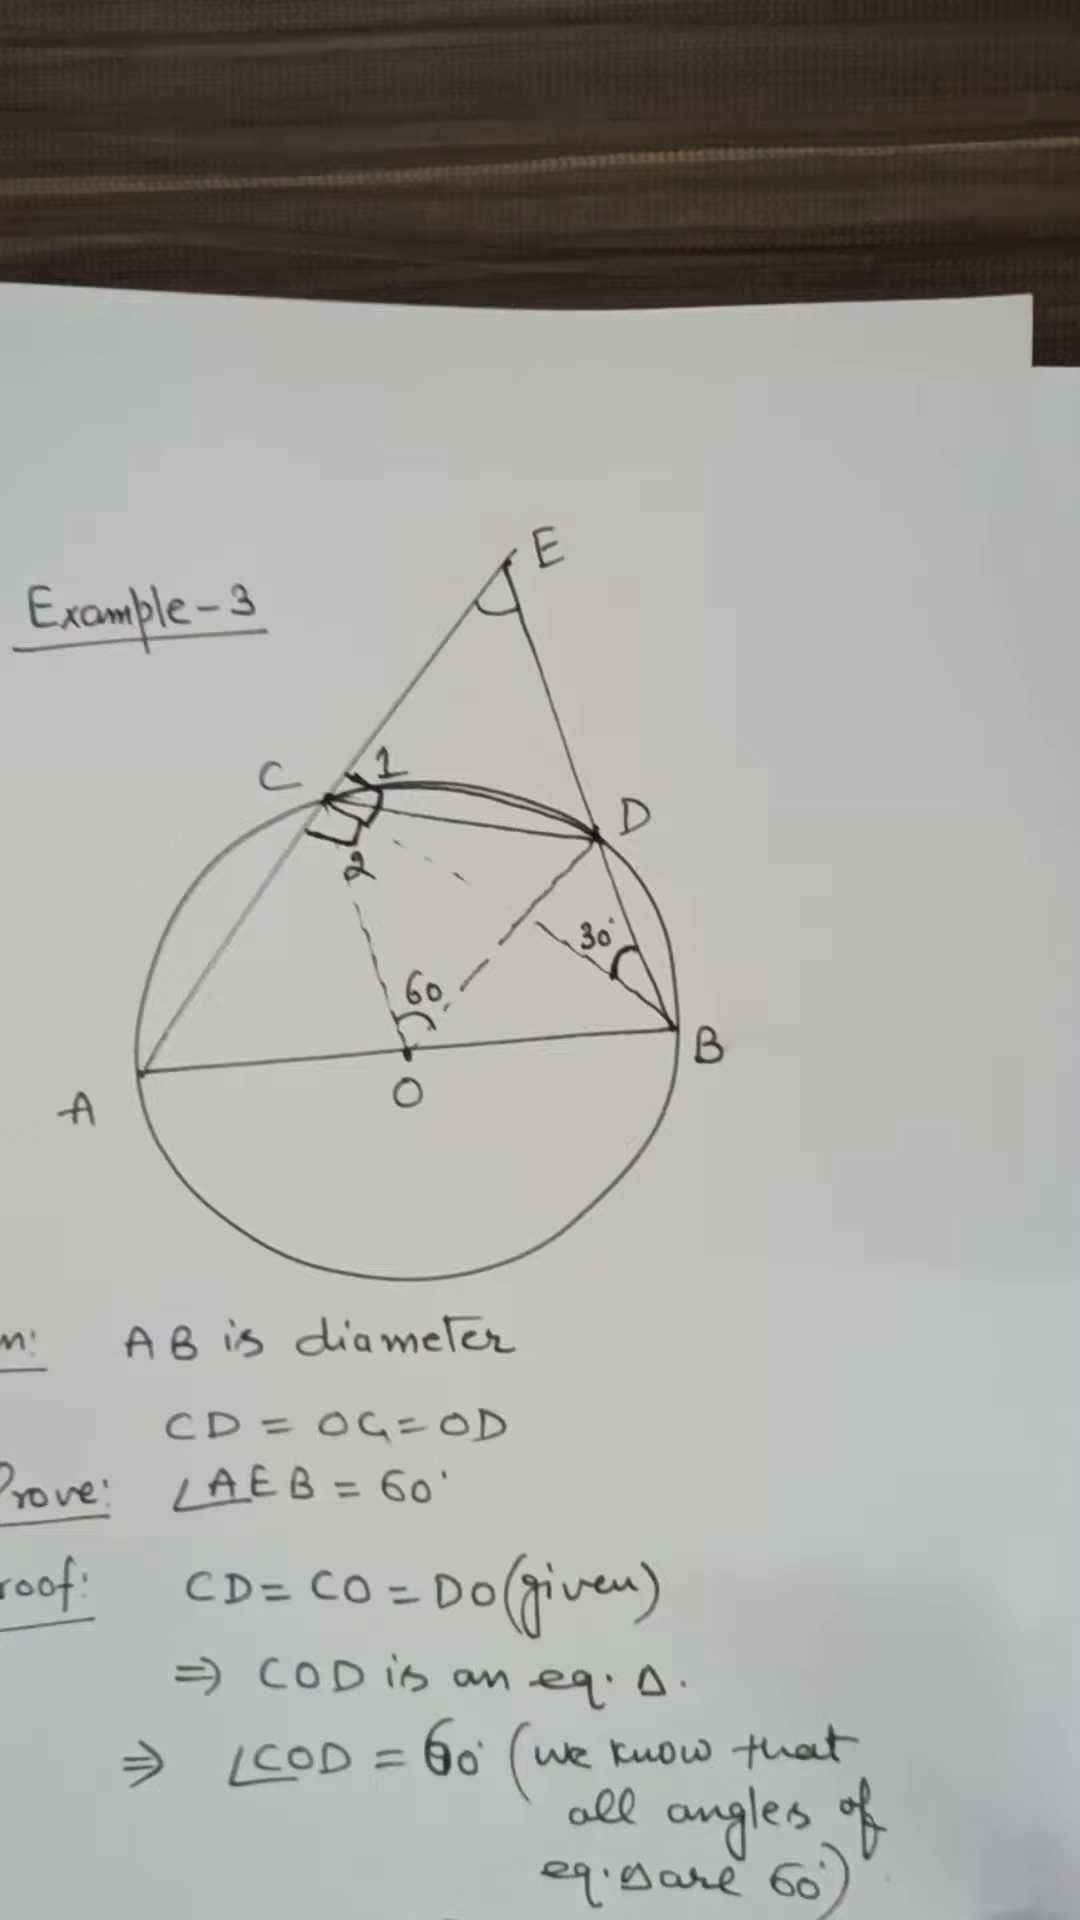 Example-3
E
C
1
D
2
30°
60
B
O
A
n: AB is diameter
CD = OC = OD
Prove: ∠AEB = 60°
roof: CD = CO = DO (given)
⇒ COD is an eq. Δ.
⇒ ∠COD = 60° (we know that
all angles of
eq. Δ are 60°)